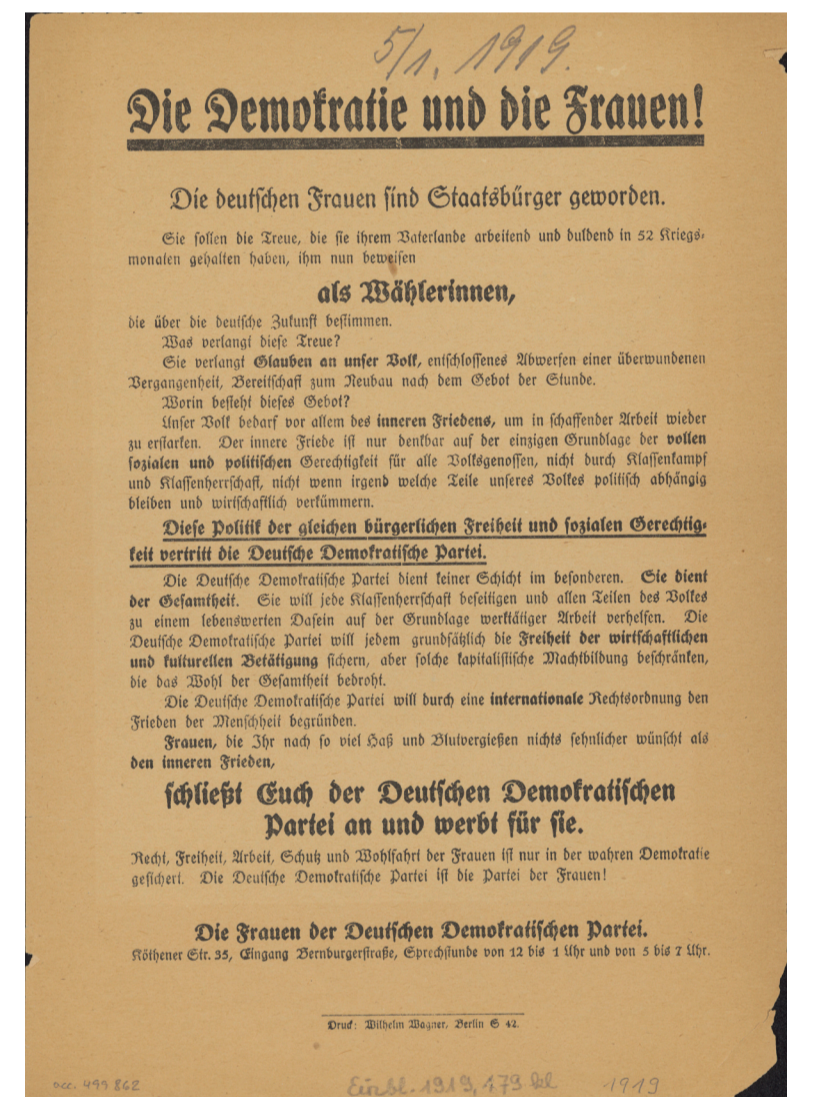 5/1. 1919.
Die Demokratie und die Frauen!
Die deutschen Frauen sind Staatsbürger geworden.
Sie sollen die Treue, die sie ihrem Vaterlande arbeitend und duldend in 52 Kriegs-
monaten gehalten haben, ihm nun beweisen
als Wählerinnen,
die über die deutsche Zukunft bestimmen.
Was verlangt diese Treue?
Sie verlangt Glauben an unser Volk, entschlossenes Abwerfen einer überwundenen
Vergangenheit, Bereitschaft zum Neubau nach dem Gebot der Stunde.
Worin besteht dieses Gebot?
Unser Volk bedarf vor allem des inneren Friedens, um in schaffender Arbeit wieder
zu erstarken. Der innere Friede ist nur denkbar auf der einzigen Grundlage der vollen
sozialen und politischen Gerechtigkeit für alle Volksgenossen, nicht durch Klassenkampf
und Klassenherrschaft, nicht wenn irgend welche Teile unseres Volkes politisch abhängig
bleiben und wirtschaftlich verkümmern.
Diese Politik der gleichen bürgerlichen Freiheit und sozialen Gerechtig-
keit vertritt die Deutsche Demokratische Partei.
Die Deutsche Demokratische Partei dient keiner Schicht im besonderen. Sie dient
der Gesamtheit. Sie will jede Klassenherrschaft beseitigen und allen Teilen des Volkes
zu einem lebenswerten Dasein auf der Grundlage werktätiger Arbeit verhelfen. Die
Deutsche Demokratische Partei will jedem grundsätzlich die Freiheit der wirtschaftlichen
und kulturellen Betätigung sichern, aber solche kapitalistische Machtbildung beschränken,
die das Wohl der Gesamtheit bedroht.
Die Deutsche Demokratische Partei will durch eine internationale Rechtsordnung den
Frieden der Menschheit begründen.
Frauen, die Ihr nach so viel Haß und Blutvergießen nichts sehnlicher wünscht als
den inneren Frieden,
schließt Euch der Deutschen Demokratischen
Partei an und werbt für sie.
Recht, Freiheit, Arbeit, Schutz und Wohlfahrt der Frauen ist nur in der wahren Demokratie
gesichert. Die Deutsche Demokratische Partei ist die Partei der Frauen!
Die Frauen der Deutschen Demokratischen Partei.
Köthener Str. 35, Eingang Bernburgerstraße, Sprechstunde von 12 bis 1 Uhr und von 5 bis 7 Uhr.
Druck: Wilhelm Wagner, Berlin S 42.
acc. 499 862 Einbl. 1919, 179 kl 1919